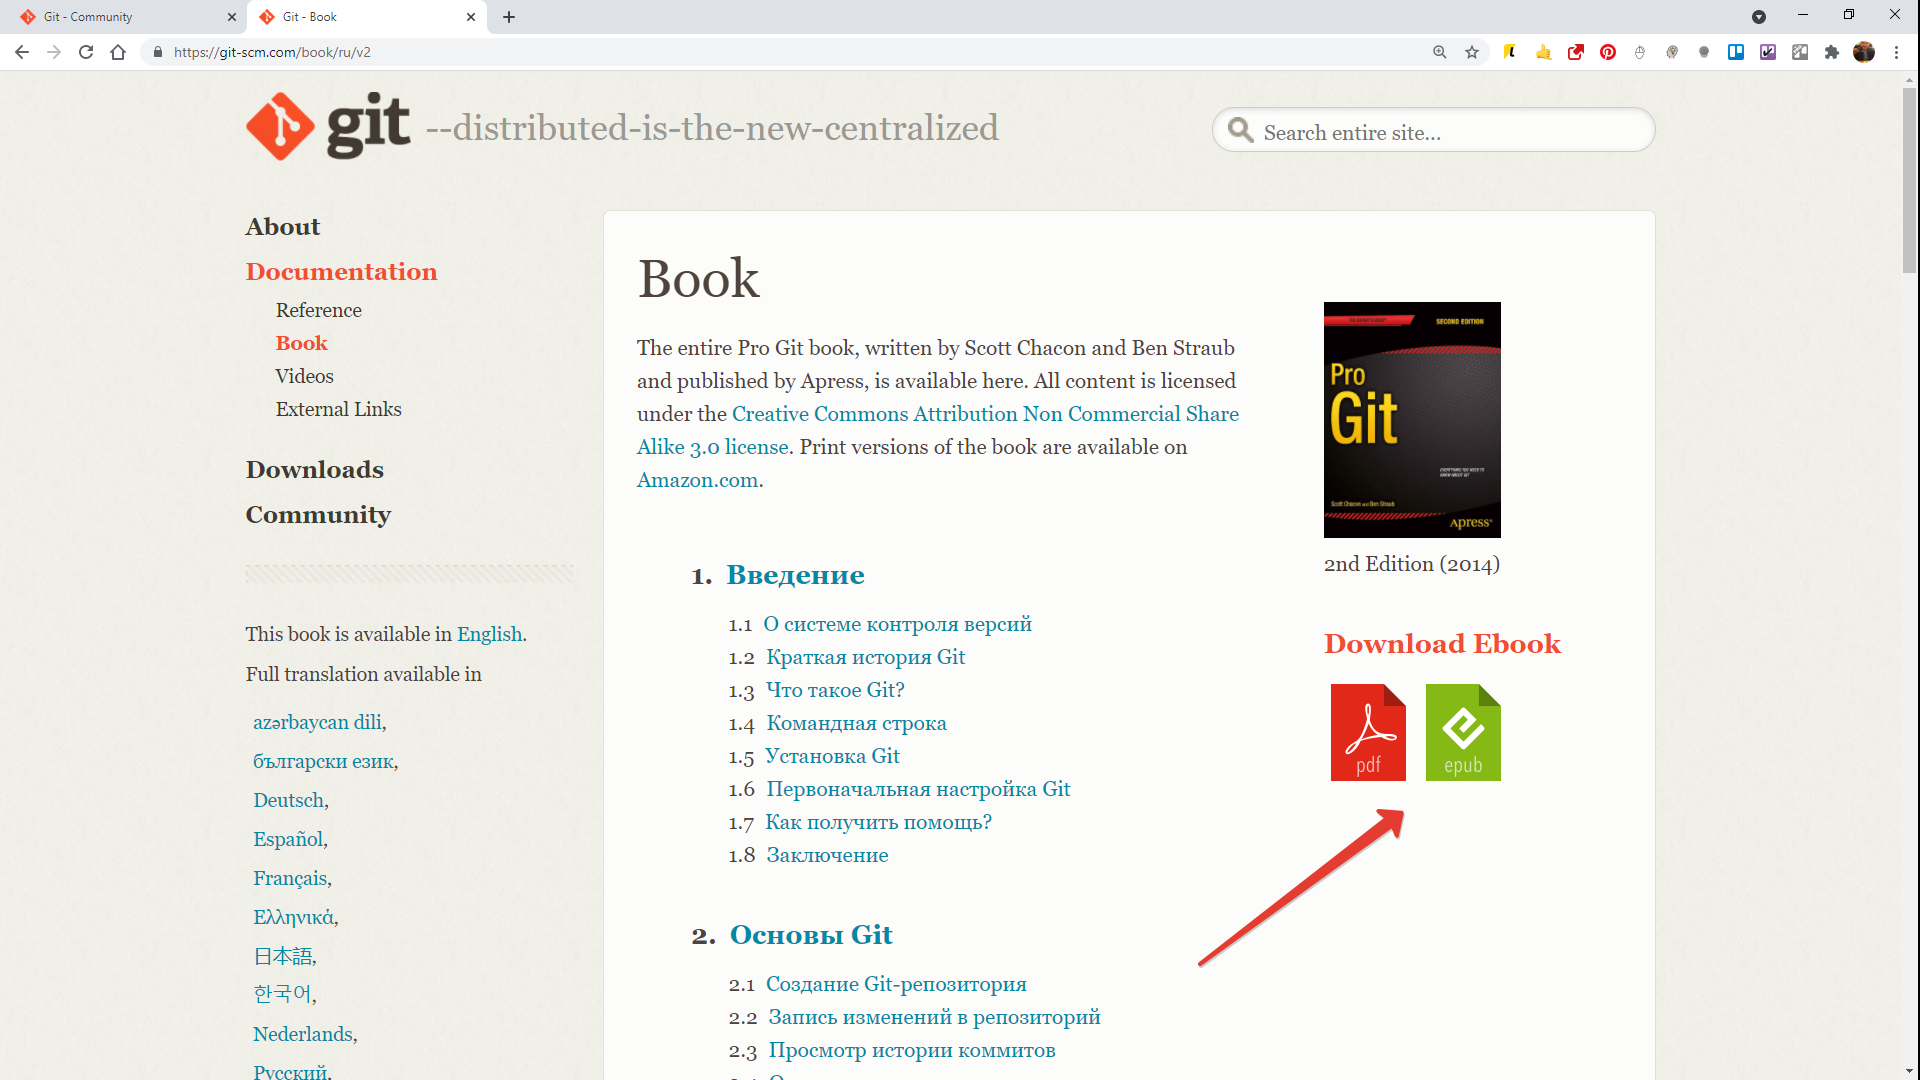 Git - Community
Git - Book
https://git-scm.com/book/ru/v2
git --distributed-is-the-new-centralized
Search entire site...
About
Documentation
Reference
Book
Videos
External Links
Downloads
Community
This book is available in English.
Full translation available in
azərbaycan dili,
български език,
Deutsch,
Español,
Français,
Ελληνικά,
日本語,
한국어,
Nederlands,
Русский,
Book
The entire Pro Git book, written by Scott Chacon and Ben Straub
and published by Apress, is available here. All content is licensed
under the Creative Commons Attribution Non Commercial Share
Alike 3.0 license. Print versions of the book are available on
Amazon.com.
1. Введение
1.1 О системе контроля версий
1.2 Краткая история Git
1.3 Что такое Git?
1.4 Командная строка
1.5 Установка Git
1.6 Первоначальная настройка Git
1.7 Как получить помощь?
1.8 Заключение
2. Основы Git
2.1 Создание Git-репозитория
2.2 Запись изменений в репозиторий
2.3 Просмотр истории коммитов
SECOND EDITION
Pro
Git
EVERYTHING YOU NEED TO
KNOW ABOUT GIT
Scott Chacon and Ben Straub
Apress®
2nd Edition (2014)
Download Ebook
pdf
epub